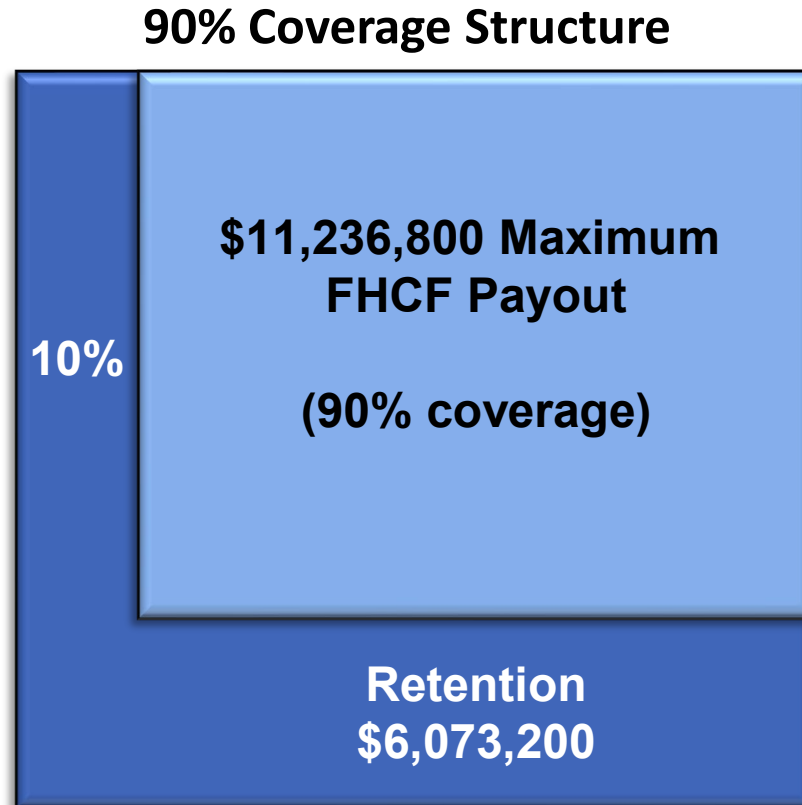 90% Coverage Structure
$11,236,800 Maximum
FHCF Payout
10%
(90% coverage)
Retention
$6,073,200